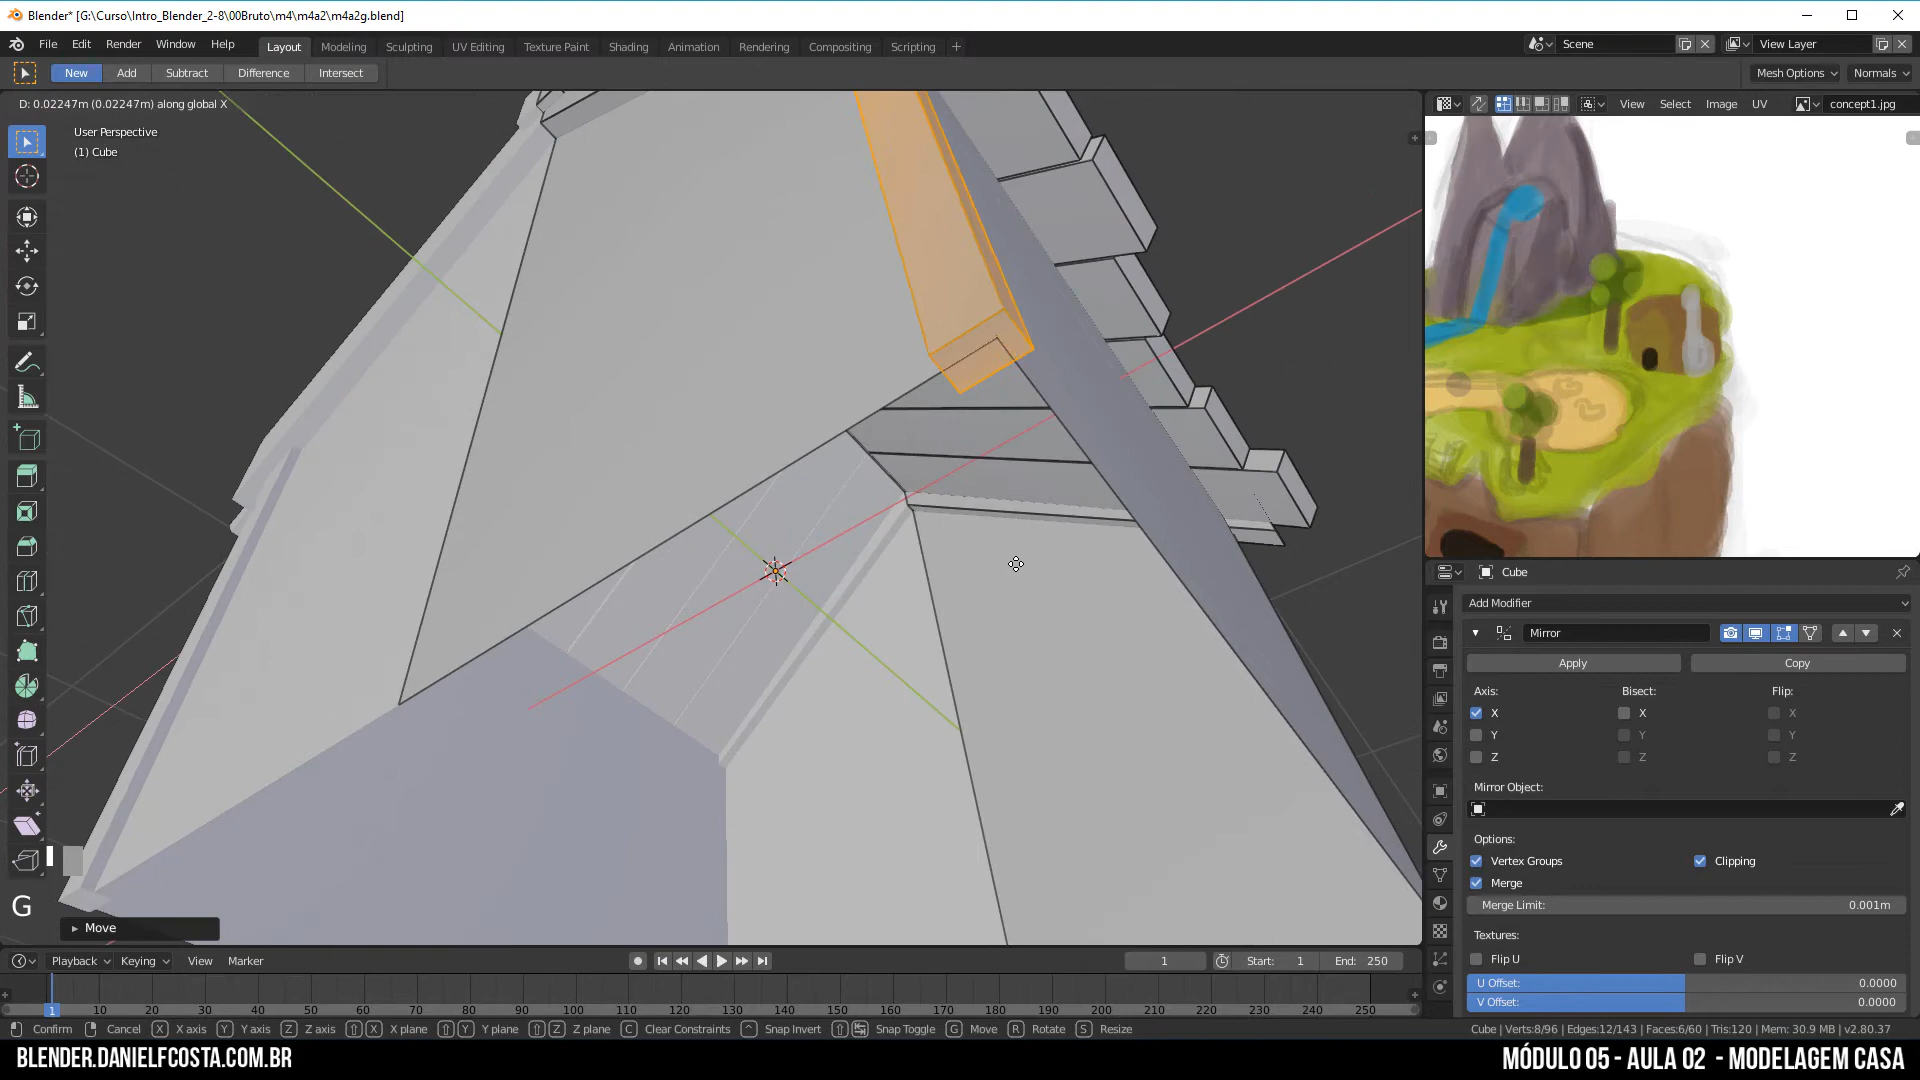 Blender* [G:\Curso\Intro_Blender_2-8\00Bruto\m4\m4a2\m4a2g.blend]
File Edit Render Window Help Layout Modeling Sculpting UV Editing Texture Paint Shading Animation Rendering Compositing Scripting + Scene View Layer
New Add Subtract Difference Intersect Mesh Options Normals
D: 0.02247m (0.02247m) along global X
View Select Image UV concept1.jpg
User Perspective
(1) Cube
Cube
Add Modifier
Mirror
Apply Copy
Axis: Bisect: Flip:
X X X
Y Y Y
Z Z Z
Mirror Object:
Options:
Vertex Groups Clipping
Merge
Merge Limit: 0.001m
Textures:
Flip U Flip V
U Offset: 0.0000
V Offset: 0.0000
G
Move
Playback Keying View Marker 1 Start: 1 End: 250
1 10 20 30 40 50 60 70 80 90 100 110 120 130 140 150 160 170 180 190 200 210 220 230 240 250
Confirm Cancel X X axis Y Y axis Z Z axis X X plane Y Y plane Z Z plane C Clear Constraints Snap Invert Snap Toggle G Move R Rotate S Resize
Cube | Verts:8/96 | Edges:12/143 | Faces:6/60 | Tris:120 | Mem: 30.9 MB | v2.80.37
BLENDER.DANIELFCOSTA.COM.BR
MÓDULO 05 - AULA 02 - MODELAGEM CASA